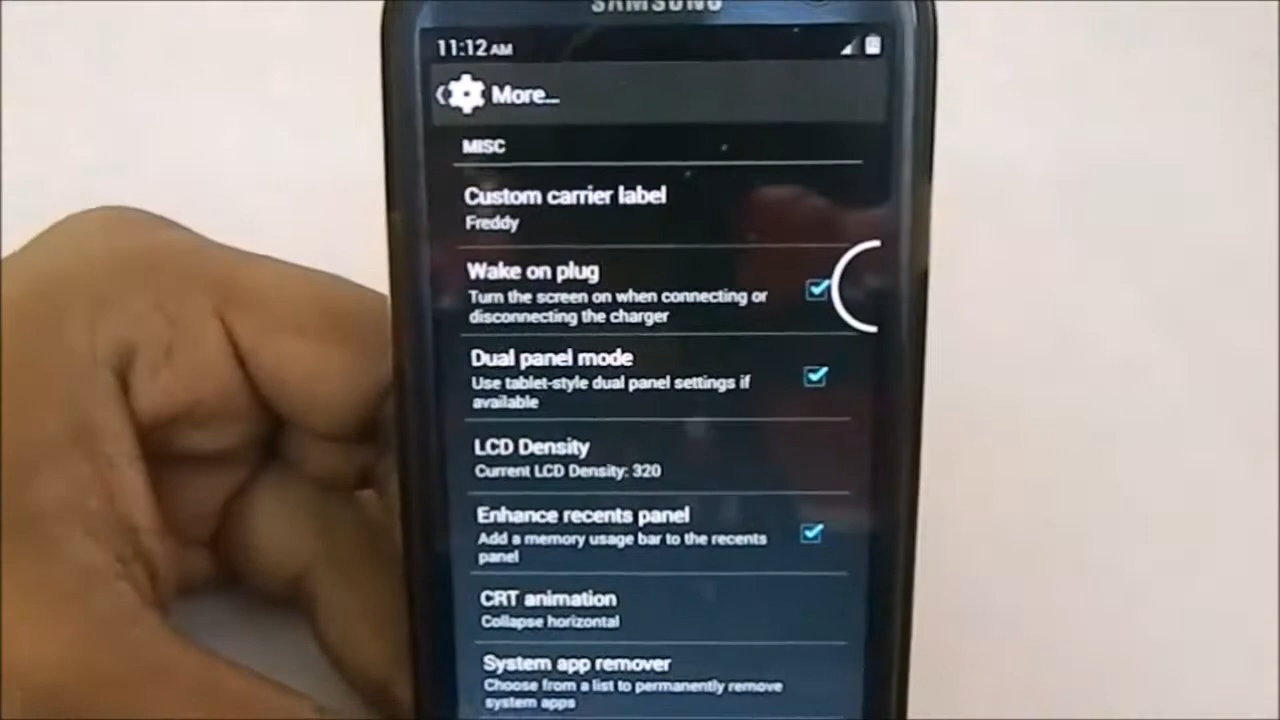 SAMSUNG
11:12 AM
More...
MISC
Custom carrier label
Freddy
Wake on plug
Turn the screen on when connecting or
disconnecting the charger
Dual panel mode
Use tablet-style dual panel settings if
available
LCD Density
Current LCD Density: 320
Enhance recents panel
Add a memory usage bar to the recents
panel
CRT animation
Collapse horizontal
System app remover
Choose from a list to permanently remove
system apps